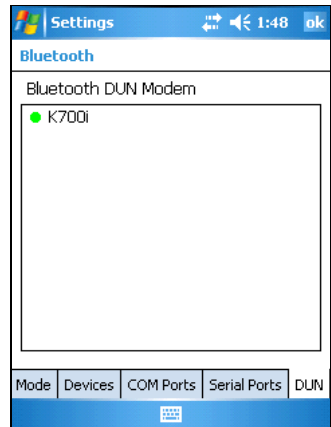 Settings 1:48 ok
Bluetooth
Bluetooth DUN Modem
K700i
Mode Devices COM Ports Serial Ports DUN